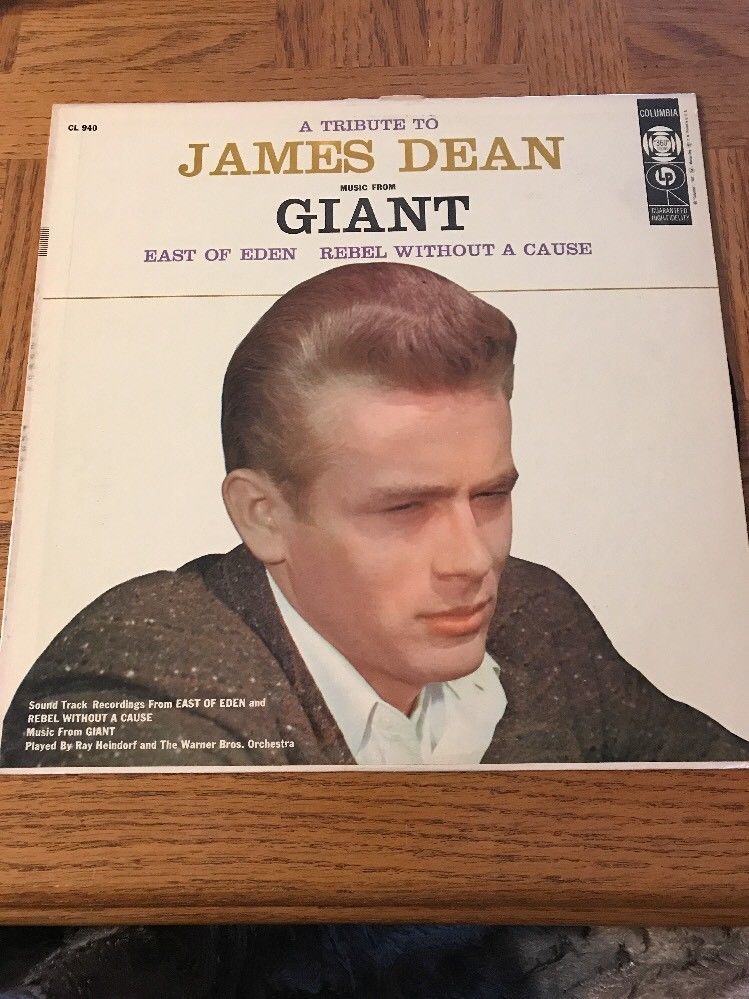 CL 940
A TRIBUTE TO
JAMES DEAN
MUSIC FROM
GIANT
EAST OF EDEN REBEL WITHOUT A CAUSE
COLUMBIA
360°
LP
GUARANTEED
HIGH FIDELITY
Sound Track Recordings From EAST OF EDEN and
REBEL WITHOUT A CAUSE
Music From GIANT
Played By Ray Heindorf and The Warner Bros. Orchestra